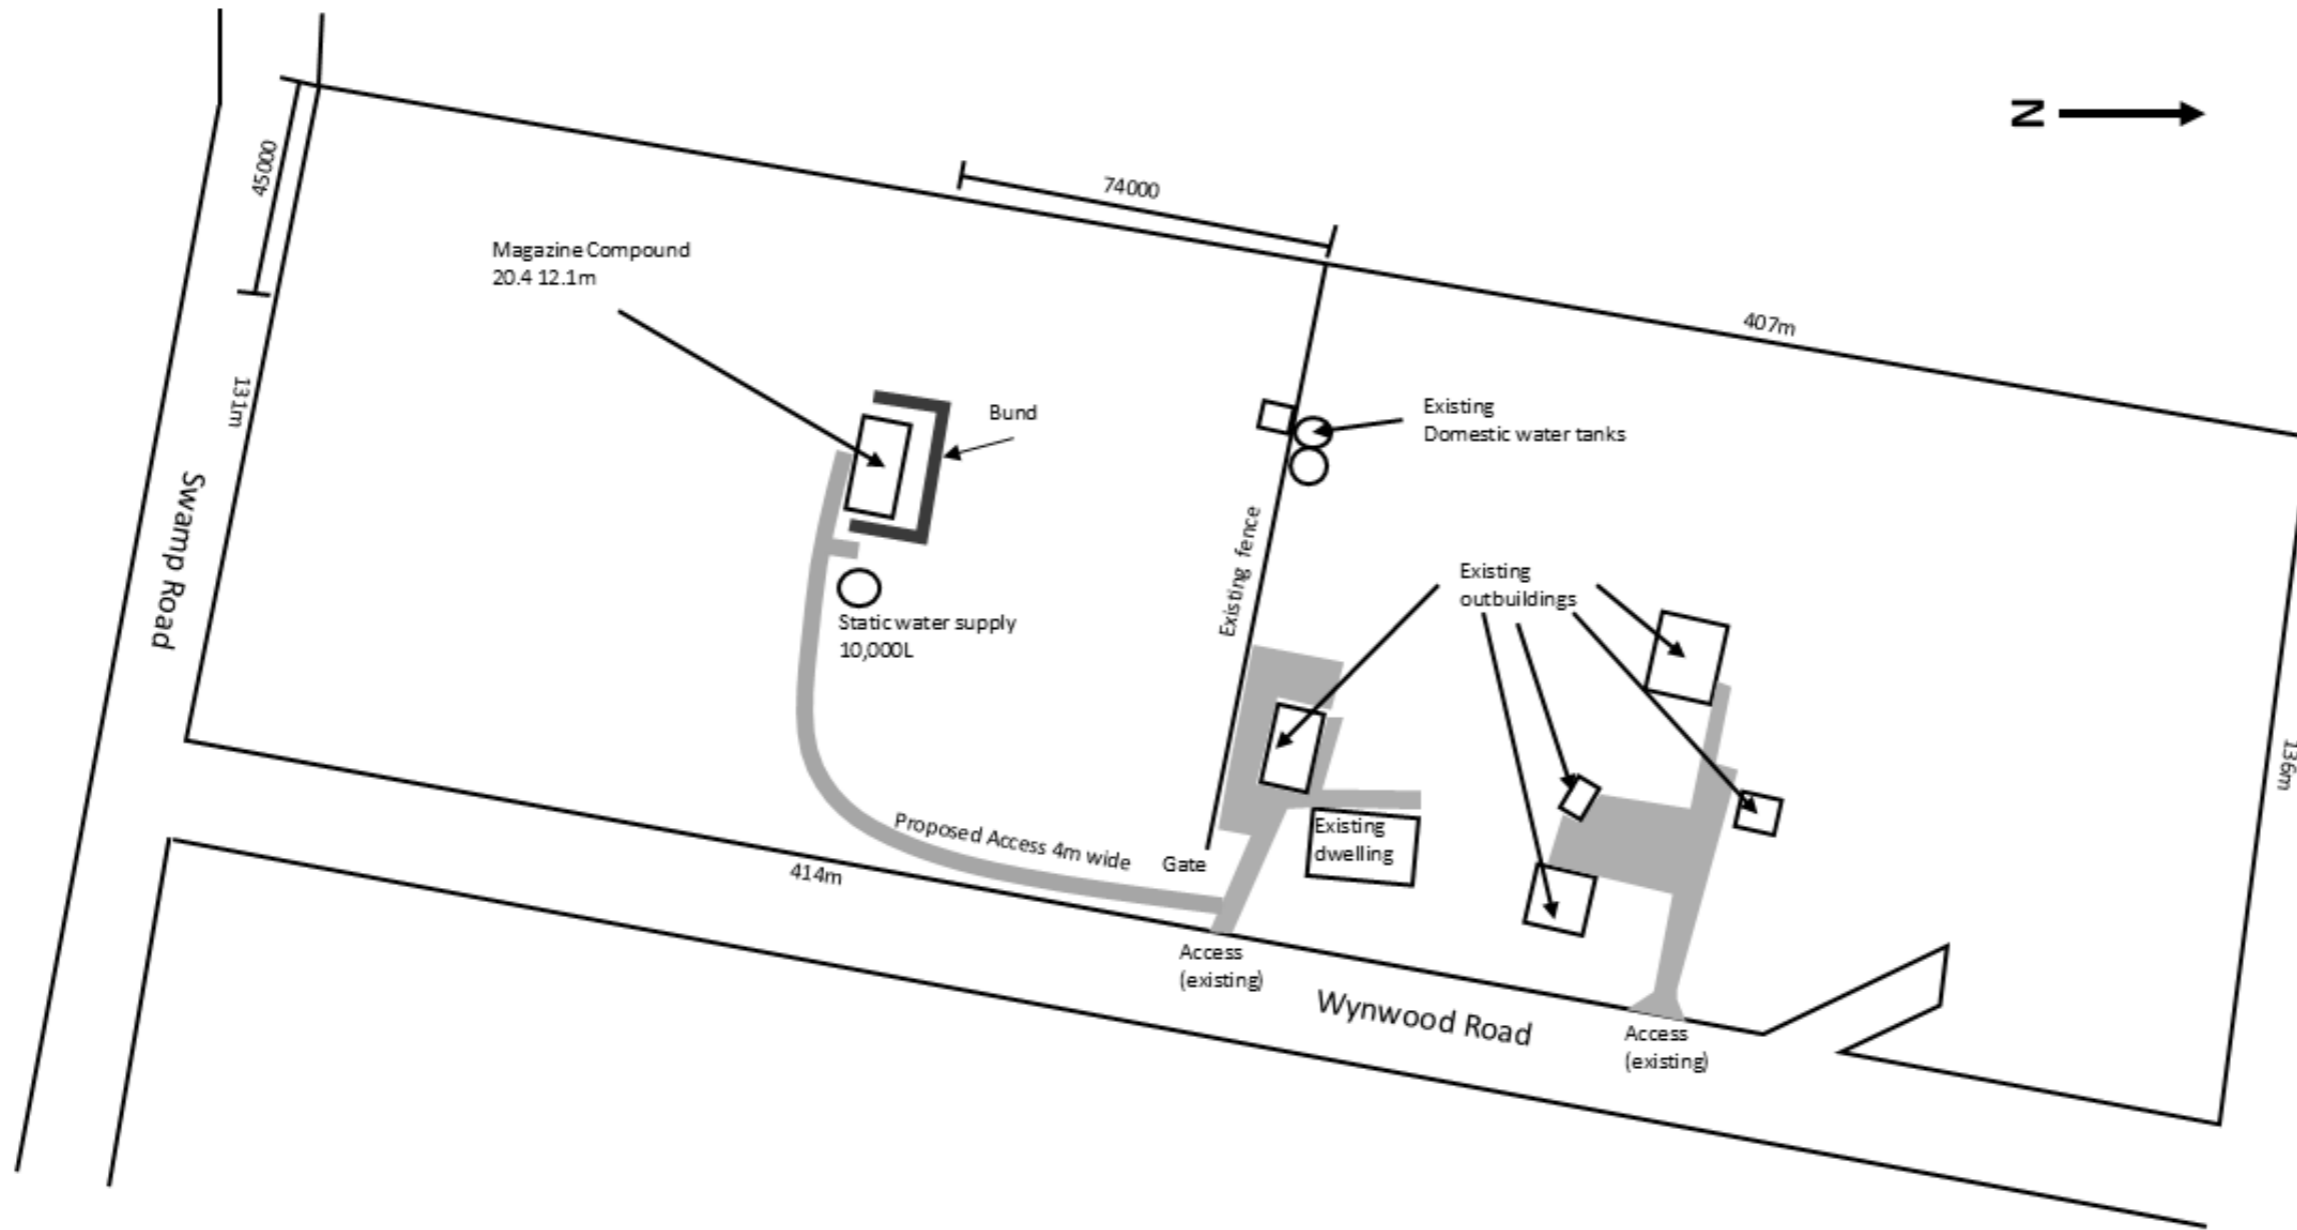 N
45000
74000
Magazine Compound
20.4 12.1m
407m
131m
Bund
Existing
Domestic water tanks
Swamp Road
Existing fence
Existing
outbuildings
Static water supply
10,000L
136m
Proposed Access 4m wide
Gate
Existing
dwelling
414m
Access
(existing)
Wynwood Road
Access
(existing)